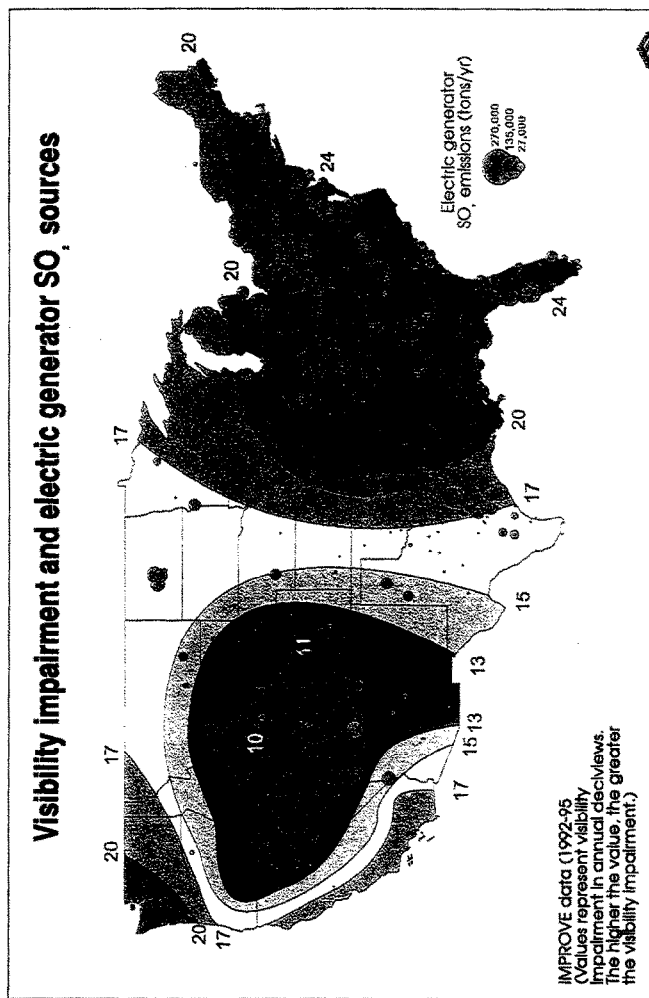 Visibility impairment and electric generator SO₂ sources
20
17
20
17
10
11
13
15
17
13
15
17
20
24
20
24
20
Electric generator
SO₂ emissions (tons/yr)
270,000
135,000
27,000
IMPROVE data (1992-95
(Values represent visibility
impairment in annual deciviews.
The higher the value, the greater
the visibility impairment.)